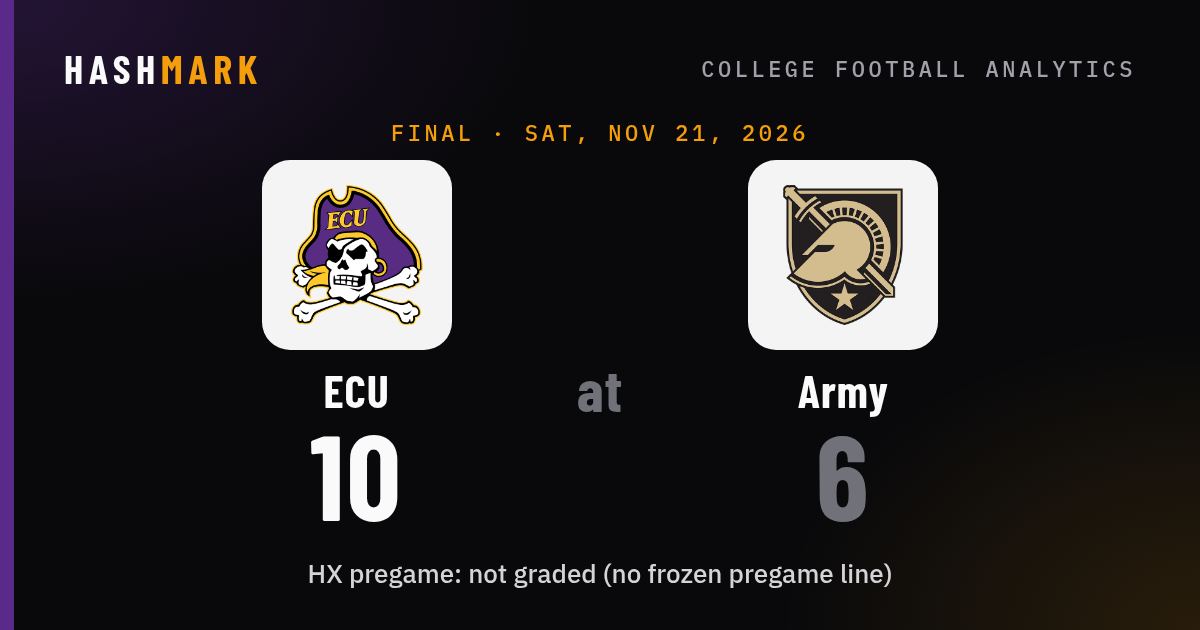 HASHMARK
COLLEGE FOOTBALL ANALYTICS
FINAL · SAT, NOV 21, 2026
ECU
ECU
at
Army
10
6
HX pregame: not graded (no frozen pregame line)